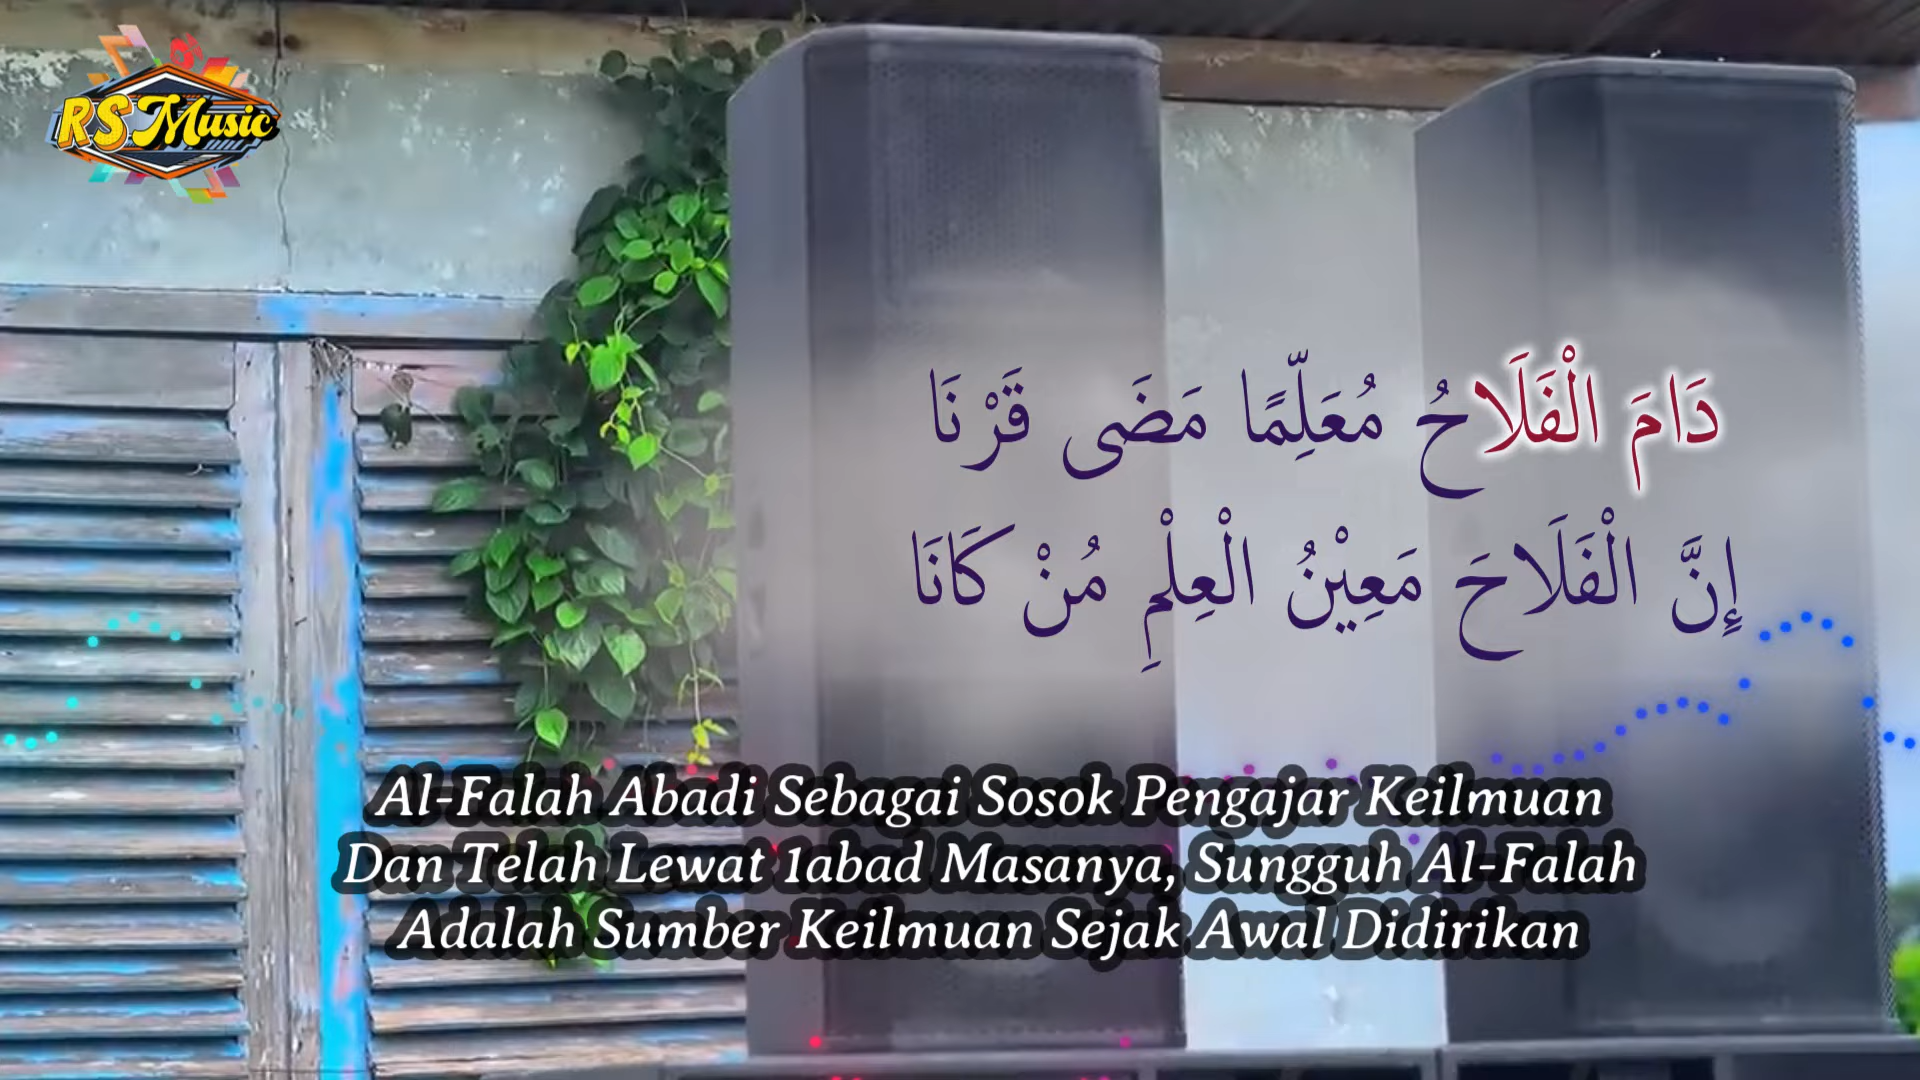 RS Music
دَامَ الْفَلَاحُ مُعَلِّمًا مَضَى قَرْنَا
إِنَّ الْفَلَاحَ مَعِيْنُ الْعِلْمِ مُنْ كَانَا
Al-Falah Abadi Sebagai Sosok Pengajar Keilmuan
Dan Telah Lewat 1abad Masanya, Sungguh Al-Falah
Adalah Sumber Keilmuan Sejak Awal Didirikan